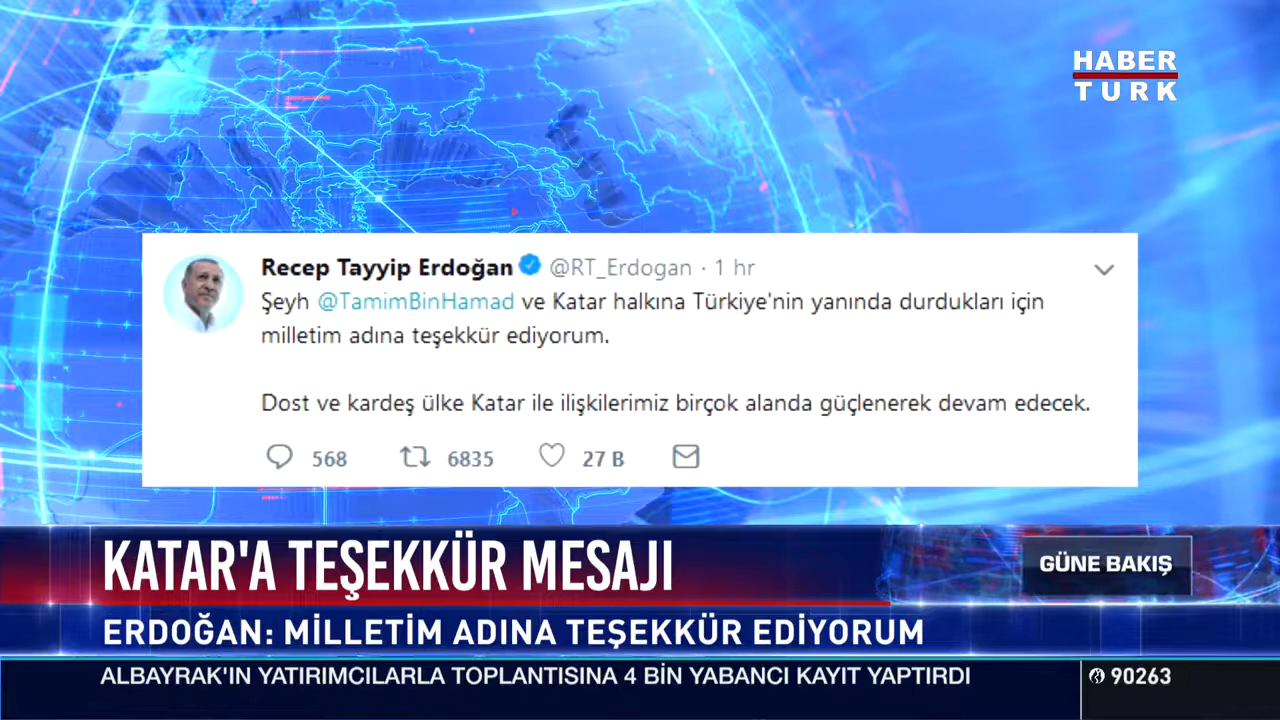 HABER
TURK
Recep Tayyip Erdoğan @RT_Erdogan · 1 hr
Şeyh @TamimBinHamad ve Katar halkına Türkiye'nin yanında durdukları için
milletim adına teşekkür ediyorum.
Dost ve kardeş ülke Katar ile ilişkilerimiz birçok alanda güçlenerek devam edecek.
568 6835 27 B
KATAR'A TEŞEKKÜR MESAJI
GÜNE BAKIŞ
ERDOĞAN: MİLLETİM ADINA TEŞEKKÜR EDİYORUM
ALBAYRAK'IN YATIRIMCILARLA TOPLANTISINA 4 BİN YABANCI KAYIT YAPTIRDI
90263